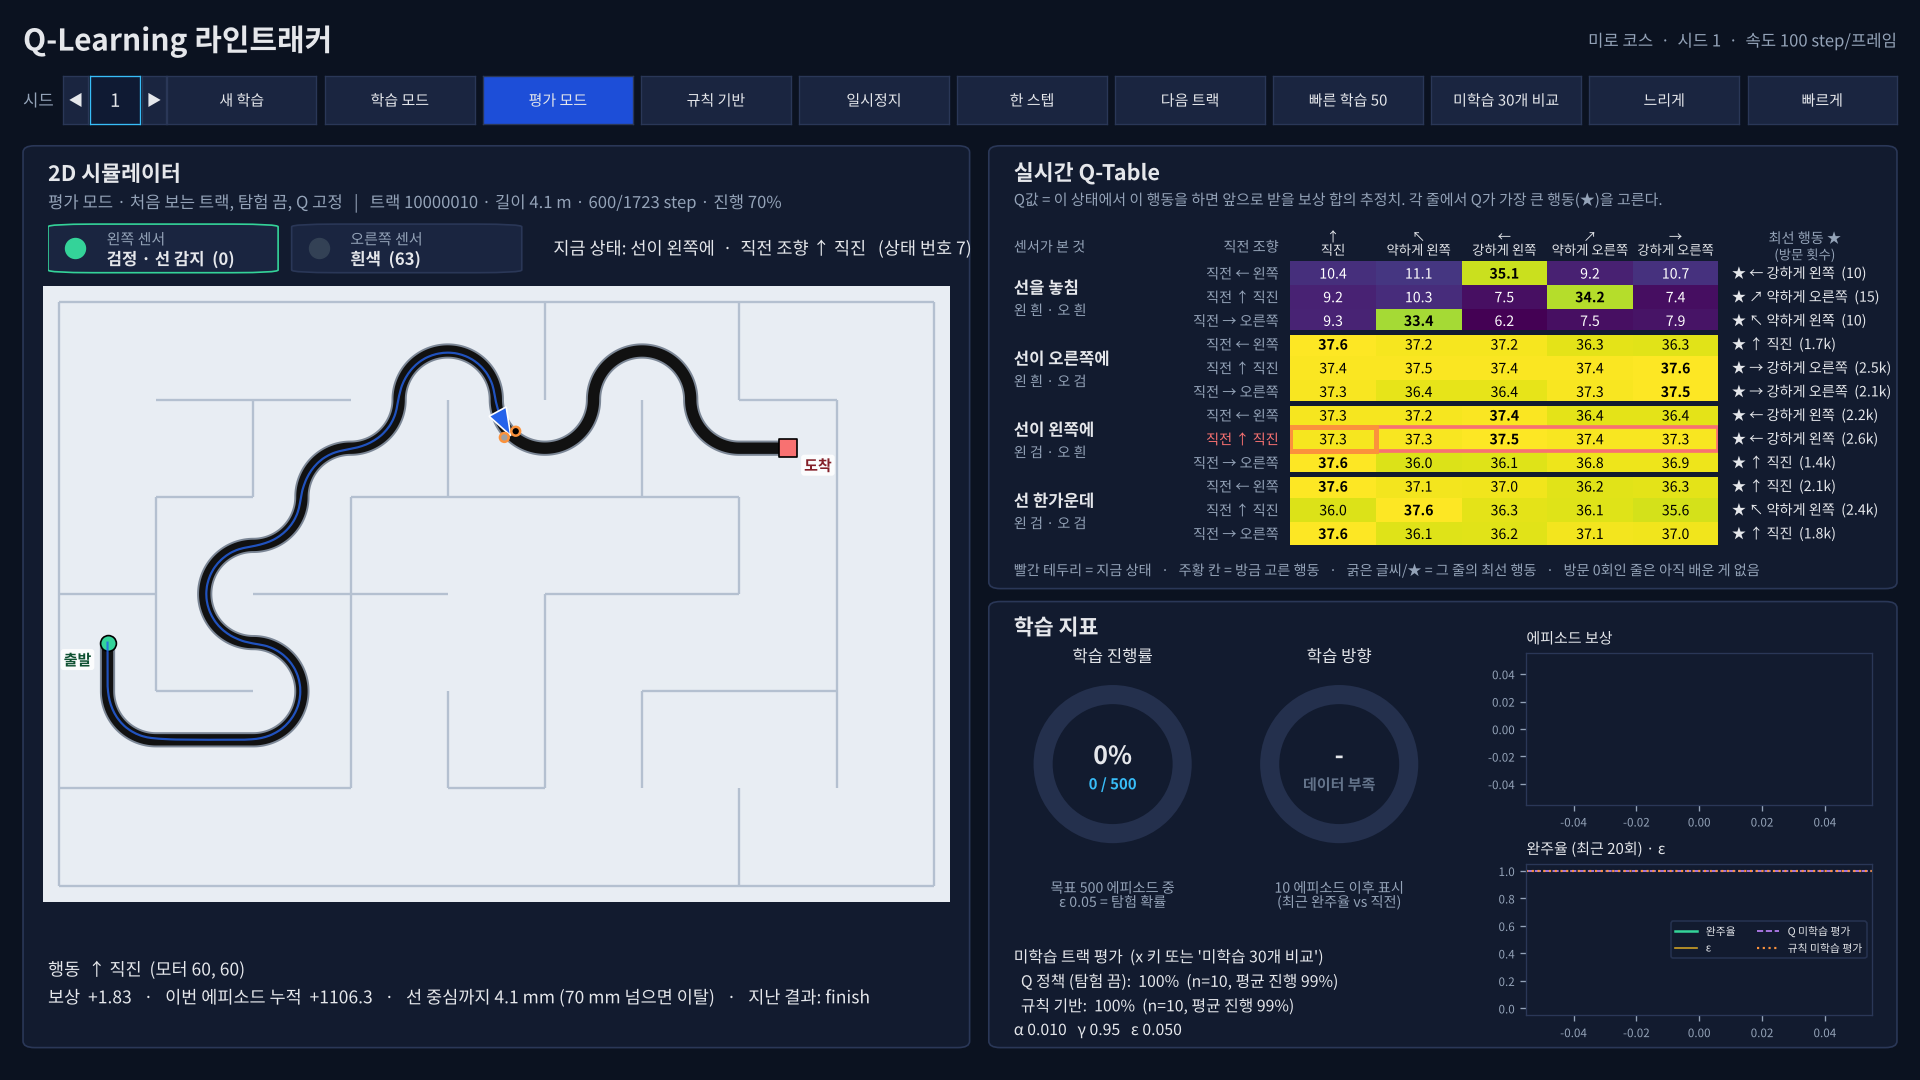 Q-Learning 라인트래커
미로 코스 · 시드 1 · 속도 100 step/프레임
시드 ◀ 1 ▶ 새 학습 학습 모드 평가 모드 규칙 기반 일시정지 한 스텝 다음 트랙 빠른 학습 50 미학습 30개 비교 느리게 빠르게
2D 시뮬레이터
평가 모드 · 처음 보는 트랙, 탐험 끔, Q 고정 | 트랙 10000010 · 길이 4.1 m · 600/1723 step · 진행 70%
왼쪽 센서
검정 · 선 감지 (0)
오른쪽 센서
흰색 (63)
지금 상태: 선이 왼쪽에 · 직전 조향 ↑ 직진 (상태 번호 7)
도착
출발
행동 ↑ 직진 (모터 60, 60)
보상 +1.83 · 이번 에피소드 누적 +1106.3 · 선 중심까지 4.1 mm (70 mm 넘으면 이탈) · 지난 결과: finish
실시간 Q-Table
Q값 = 이 상태에서 이 행동을 하면 앞으로 받을 보상 합의 추정치. 각 줄에서 Q가 가장 큰 행동(★)을 고른다.
센서가 본 것 직전 조향 ↑ 직진 ↖ 약하게 왼쪽 ← 강하게 왼쪽 ↗ 약하게 오른쪽 → 강하게 오른쪽 최선 행동 ★
(방문 횟수)
선을 놓침
왼 흰 · 오 흰
직전 ← 왼쪽 10.4 11.1 35.1 9.2 10.7 ★ ← 강하게 왼쪽 (10)
직전 ↑ 직진 9.2 10.3 7.5 34.2 7.4 ★ ↗ 약하게 오른쪽 (15)
직전 → 오른쪽 9.3 33.4 6.2 7.5 7.9 ★ ↖ 약하게 왼쪽 (10)
선이 오른쪽에
왼 흰 · 오 검
직전 ← 왼쪽 37.6 37.2 37.2 36.3 36.3 ★ ↑ 직진 (1.7k)
직전 ↑ 직진 37.4 37.5 37.4 37.4 37.6 ★ → 강하게 오른쪽 (2.5k)
직전 → 오른쪽 37.3 36.4 36.4 37.3 37.5 ★ → 강하게 오른쪽 (2.1k)
선이 왼쪽에
왼 검 · 오 흰
직전 ← 왼쪽 37.3 37.2 37.4 36.4 36.4 ★ ← 강하게 왼쪽 (2.2k)
직전 ↑ 직진 37.3 37.3 37.5 37.4 37.3 ★ ← 강하게 왼쪽 (2.6k)
직전 → 오른쪽 37.6 36.0 36.1 36.8 36.9 ★ ↑ 직진 (1.4k)
선 한가운데
왼 검 · 오 검
직전 ← 왼쪽 37.6 37.1 37.0 36.2 36.3 ★ ↑ 직진 (2.1k)
직전 ↑ 직진 36.0 37.6 36.3 36.1 35.6 ★ ↖ 약하게 왼쪽 (2.4k)
직전 → 오른쪽 37.6 36.1 36.2 37.1 37.0 ★ ↑ 직진 (1.8k)
빨간 테두리 = 지금 상태 · 주황 칸 = 방금 고른 행동 · 굵은 글씨/★ = 그 줄의 최선 행동 · 방문 0회인 줄은 아직 배운 게 없음
학습 지표
학습 진행률
0%
0 / 500
목표 500 에피소드 중
ε 0.05 = 탐험 확률
학습 방향
-
데이터 부족
10 에피소드 이후 표시
(최근 완주율 vs 직전)
미학습 트랙 평가 (x 키 또는 '미학습 30개 비교')
Q 정책 (탐험 끔): 100% (n=10, 평균 진행 99%)
규칙 기반: 100% (n=10, 평균 진행 99%)
α 0.010 γ 0.95 ε 0.050
에피소드 보상
0.04
0.02
0.00
-0.02
-0.04
-0.04 -0.02 0.00 0.02 0.04
완주율 (최근 20회) · ε
1.0
0.8
0.6
0.4
0.2
0.0
완주율 Q 미학습 평가
ε 규칙 미학습 평가
-0.04 -0.02 0.00 0.02 0.04